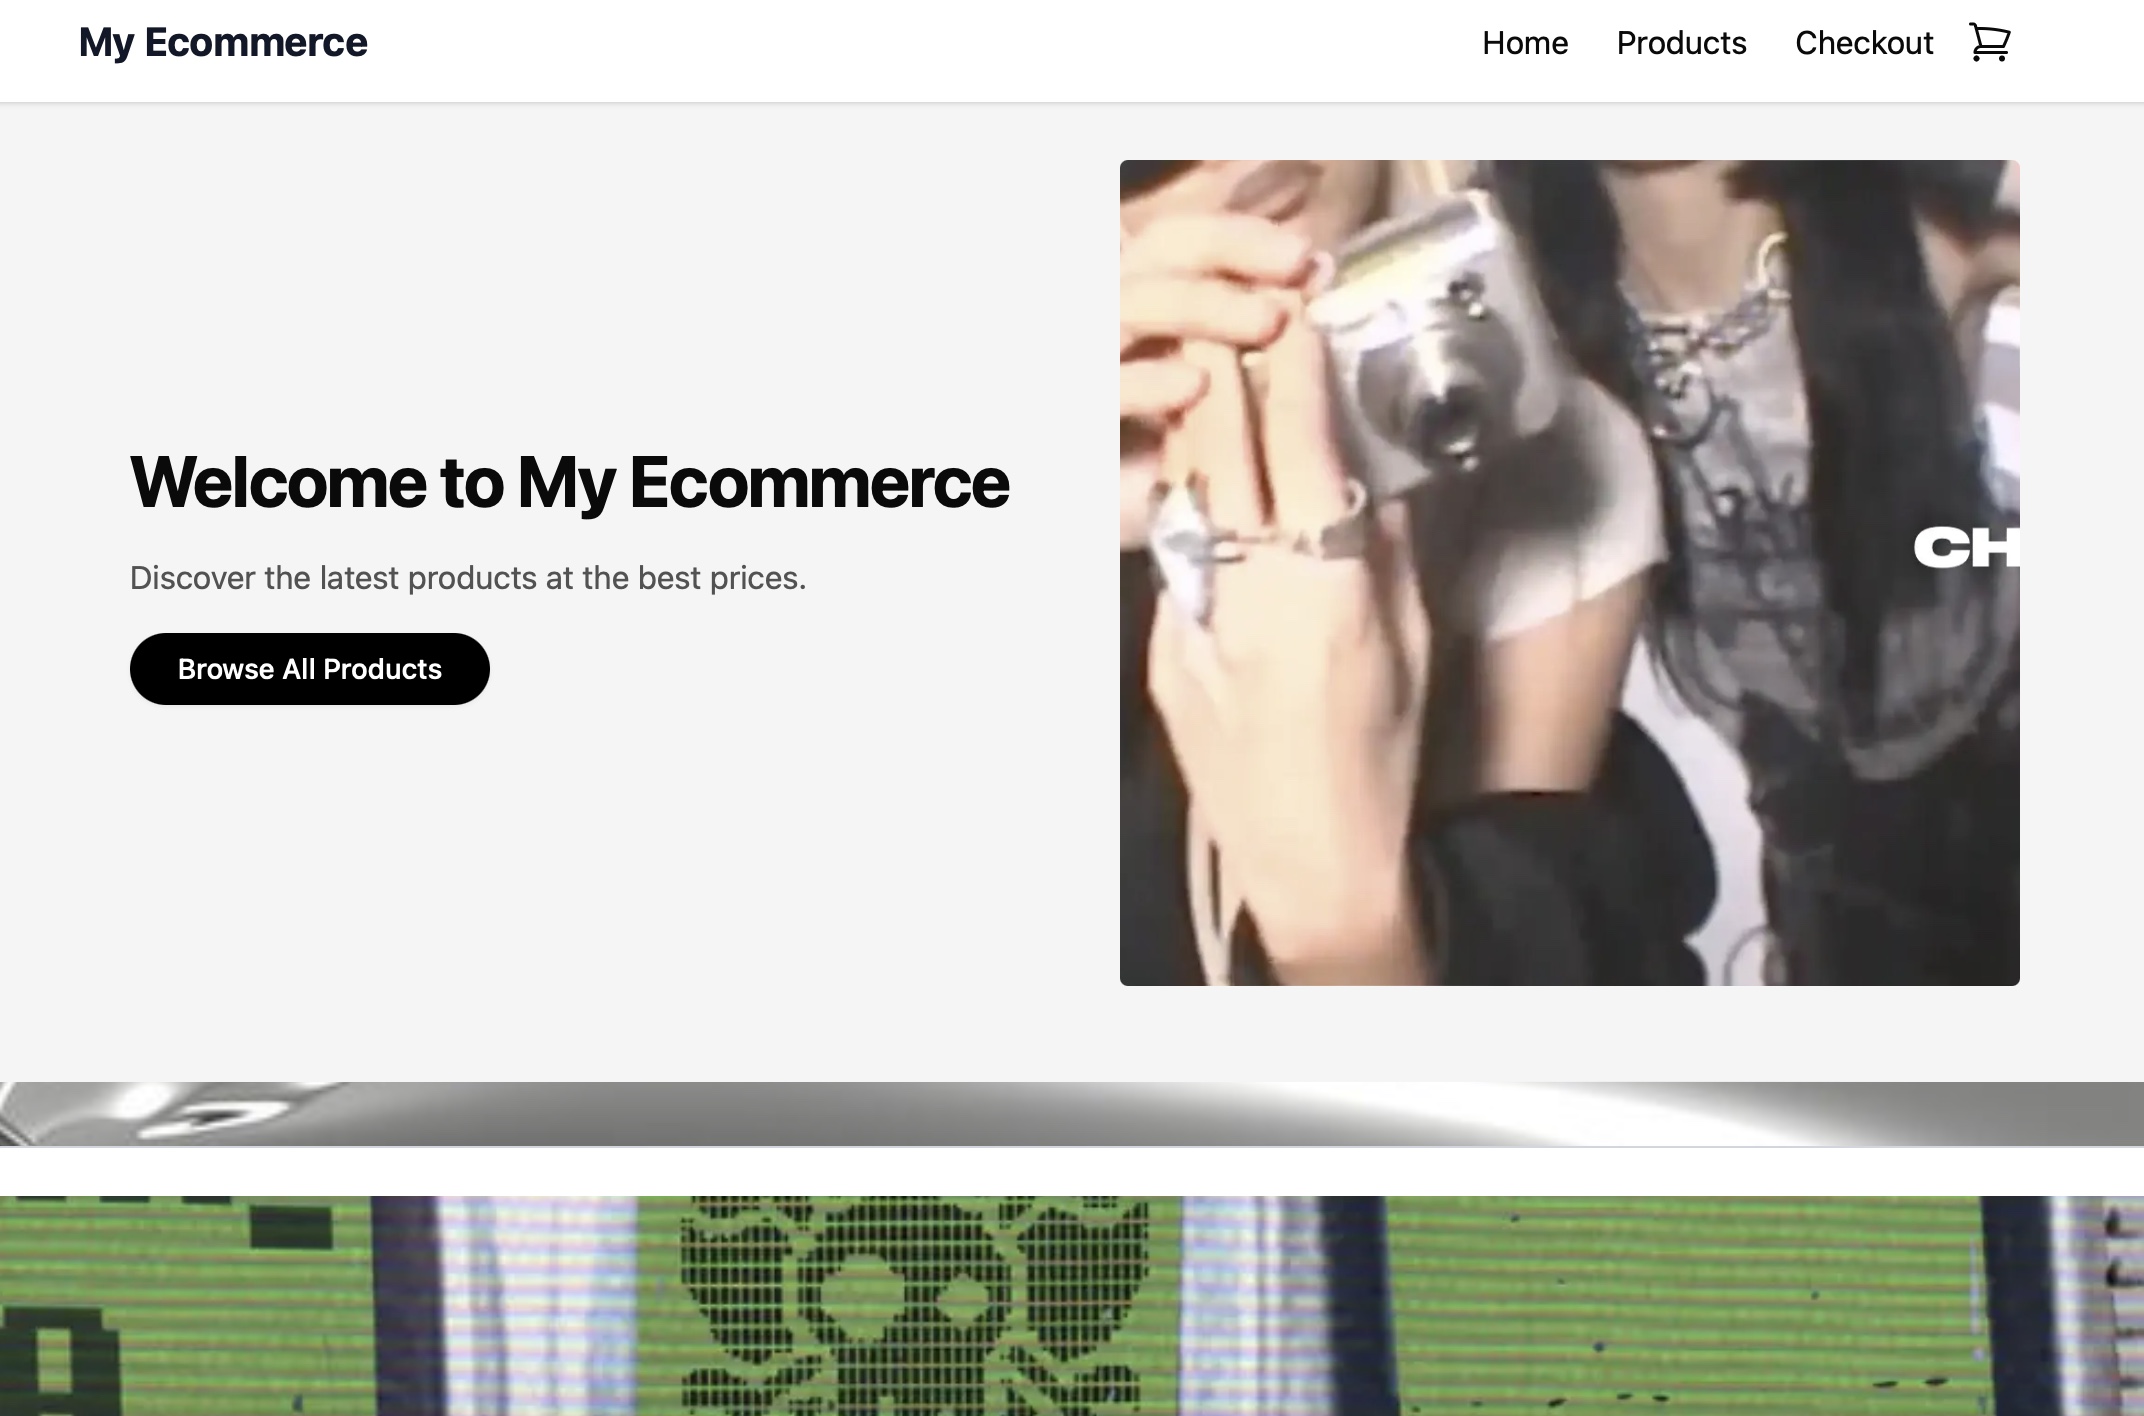 My Ecommerce
Home Products Checkout
Welcome to My Ecommerce
Discover the latest products at the best prices.
Browse All Products
CH